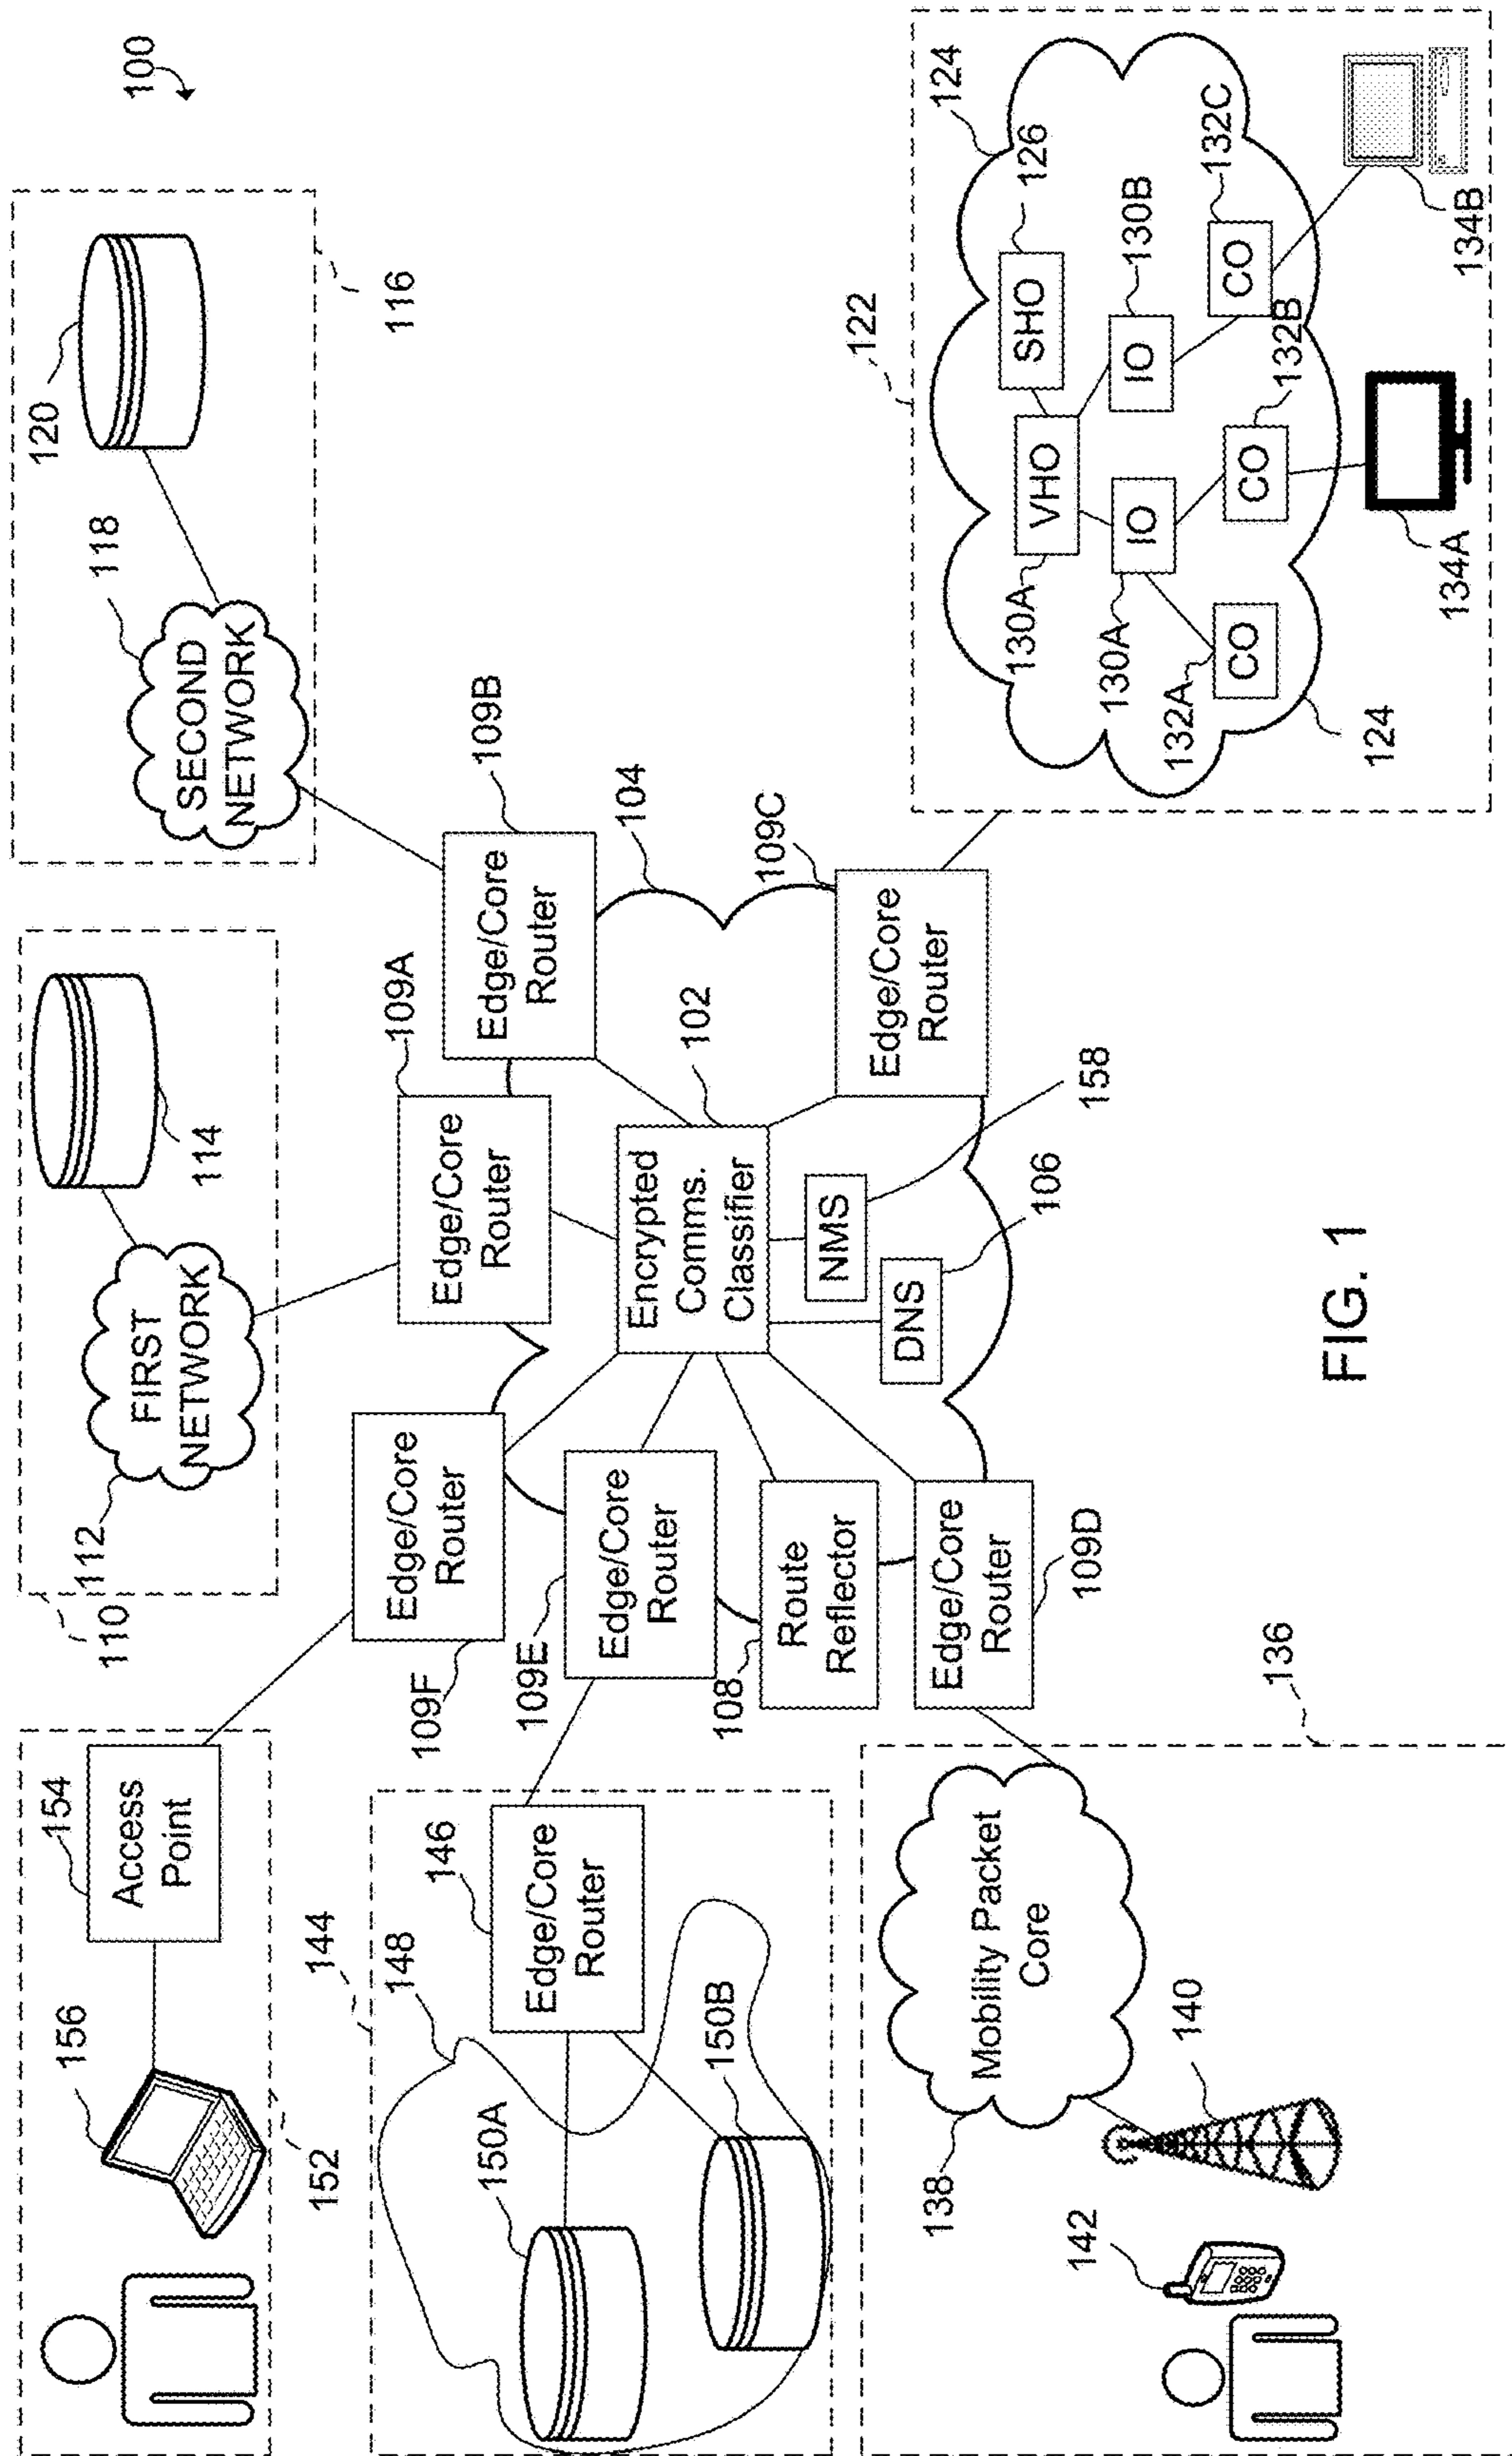 100
154
Access
Point
156
152
110
112
FIRST
NETWORK
114
118
SECOND
NETWORK
120
116
144
148
146
Edge/Core
Router
150A
150B
109F
Edge/Core
Router
109E
Edge/Core
Router
108
Route
Reflector
Edge/Core
Router
109D
109A
Edge/Core
Router
109B
Edge/Core
Router
104
109C
Edge/Core
Router
102
Encrypted
Comms.
Classifier
NMS
158
DNS
106
122
124
126
SHO
VHO
130A
130B
IO
IO
130A
132A
CO
CO
132B
CO
132C
124
134A
134B
136
Mobility Packet
Core
138
140
142
FIG. 1